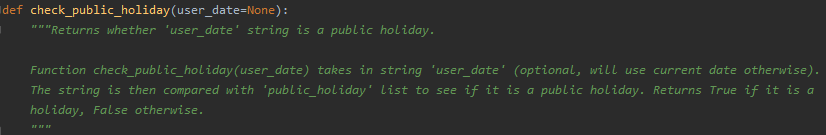 def check_public_holiday(user_date=None):
"""Returns whether 'user_date' string is a public holiday.
Function check_public_holiday(user_date) takes in string 'user_date' (optional, will use current date otherwise).
The string is then compared with 'public_holiday' list to see if it is a public holiday. Returns True if it is a
holiday, False otherwise.
"""